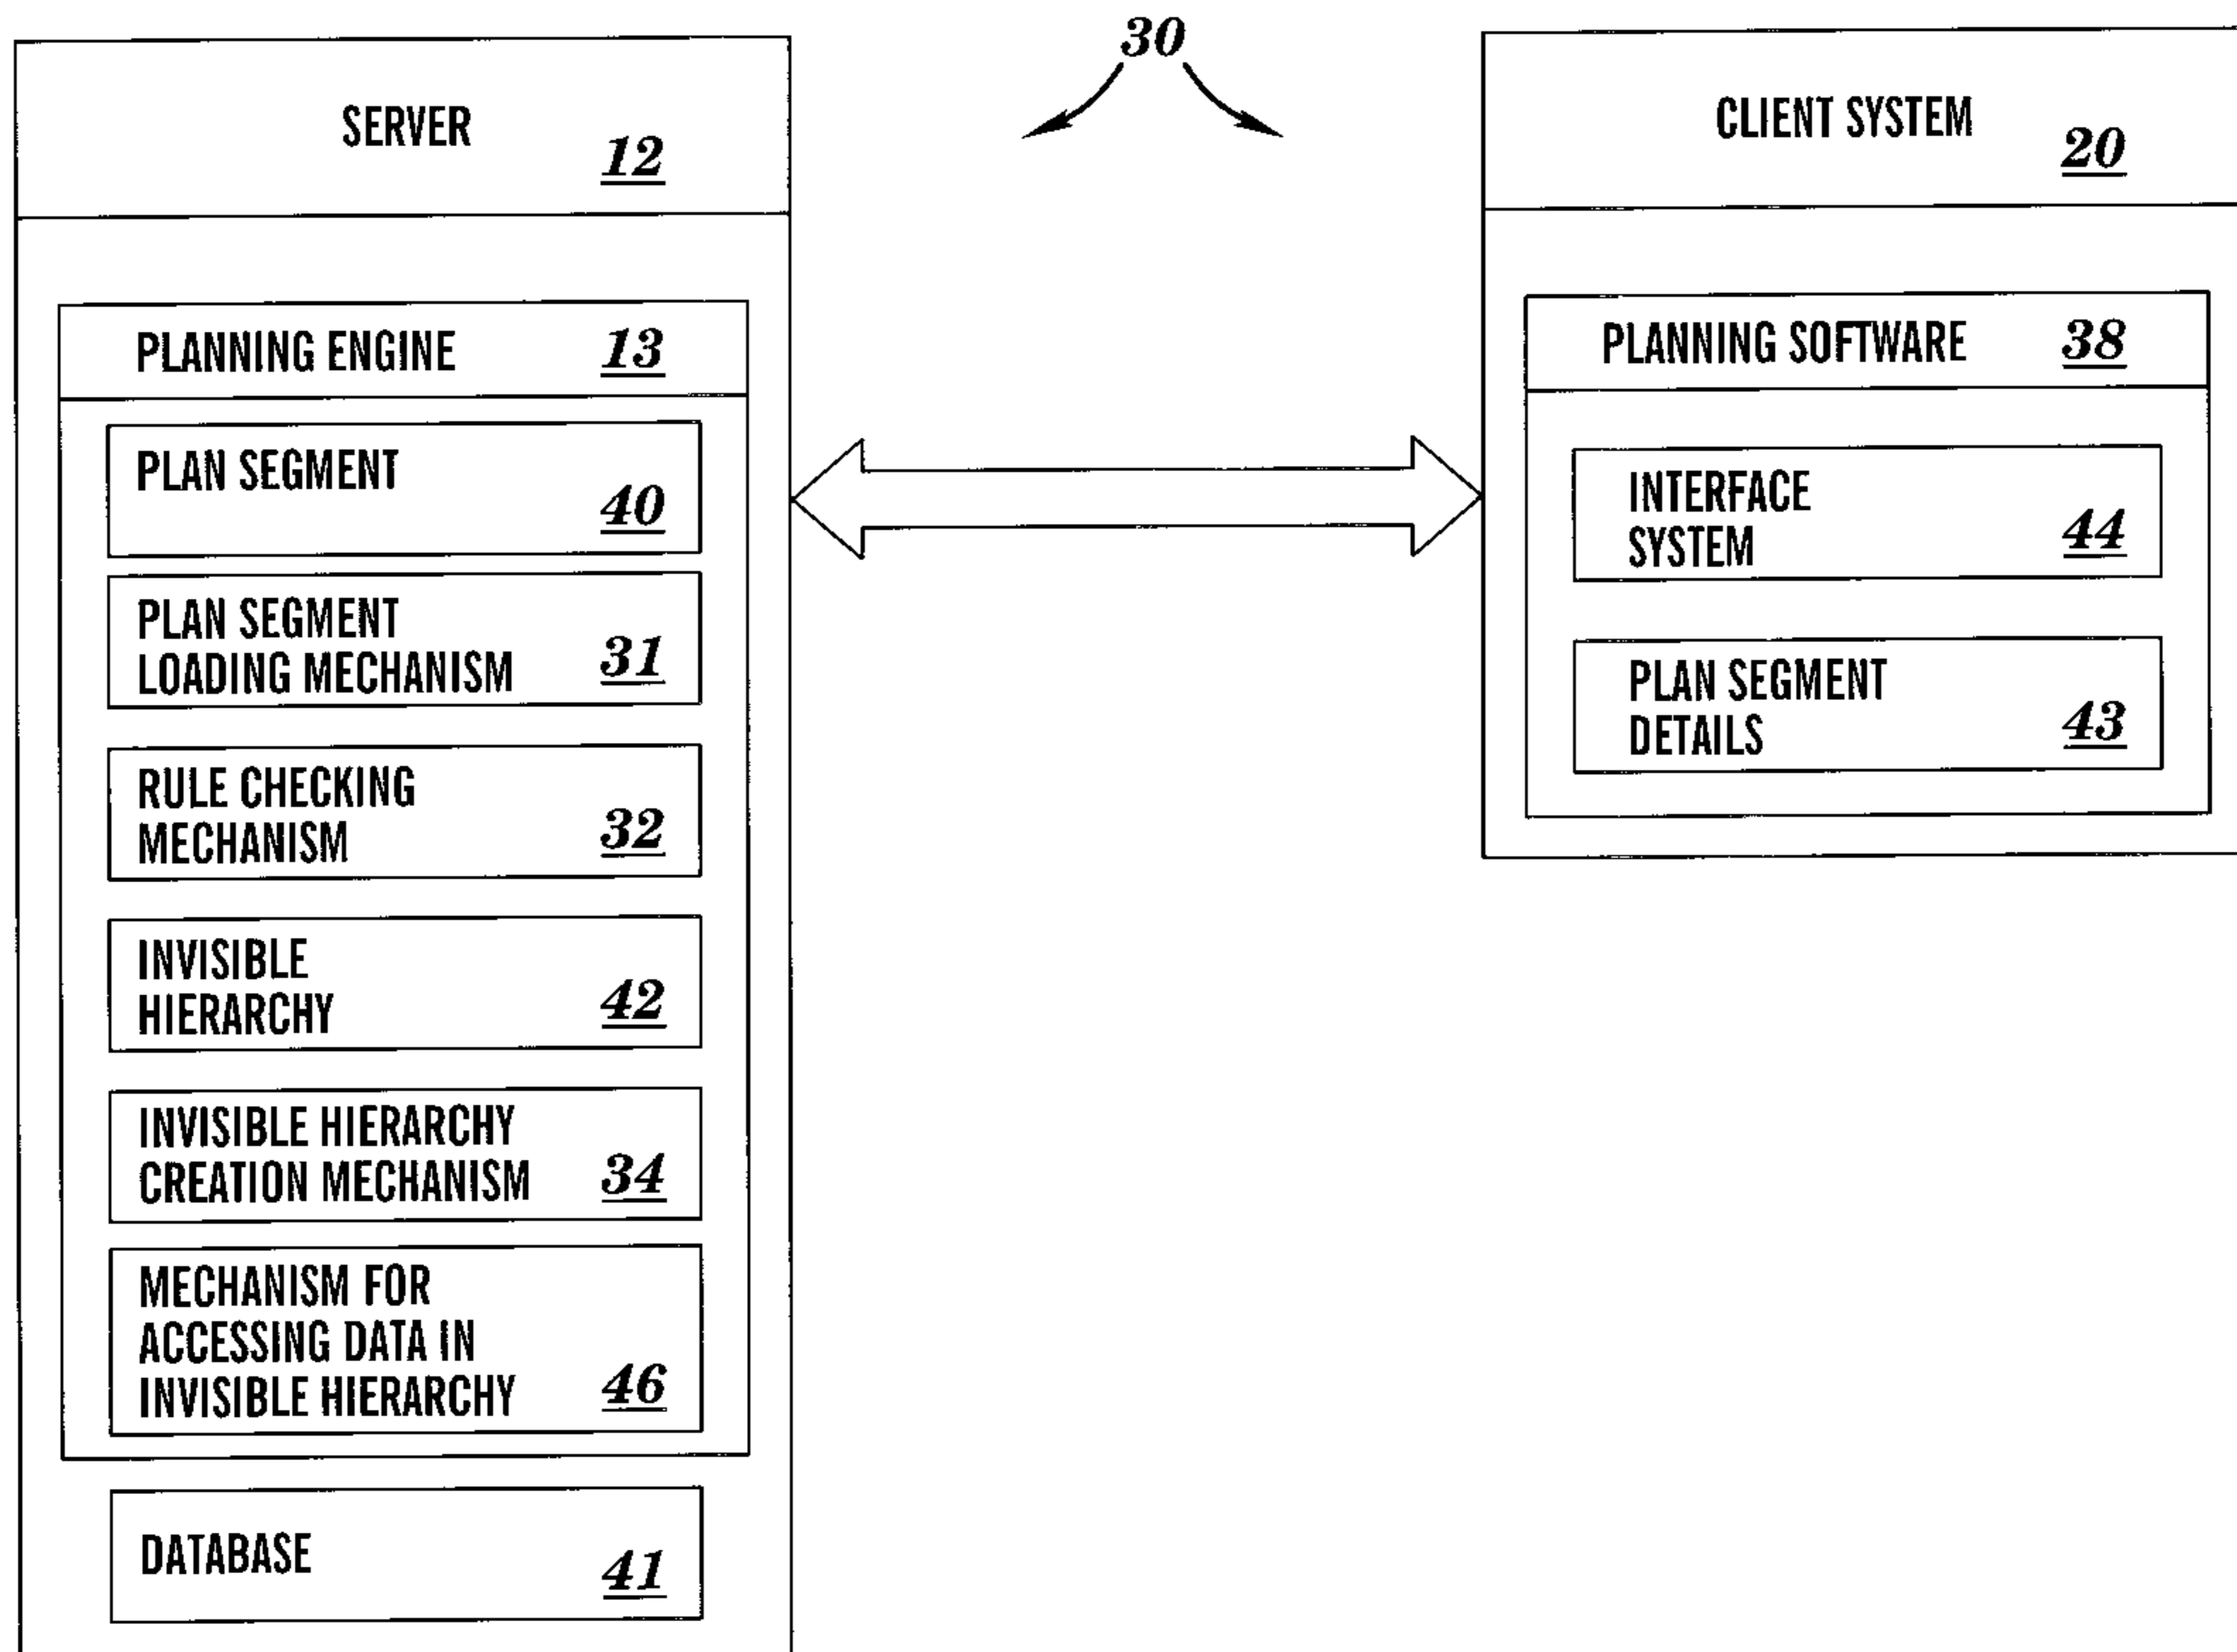 30
SERVER
12
PLANNING ENGINE 13
PLAN SEGMENT
40
PLAN SEGMENT
LOADING MECHANISM 31
RULE CHECKING
MECHANISM 32
INVISIBLE
HIERARCHY 42
INVISIBLE HIERARCHY
CREATION MECHANISM 34
MECHANISM FOR
ACCESSING DATA IN
INVISIBLE HIERARCHY 46
DATABASE
41
CLIENT SYSTEM
20
PLANNING SOFTWARE 38
INTERFACE
SYSTEM 44
PLAN SEGMENT
DETAILS 43